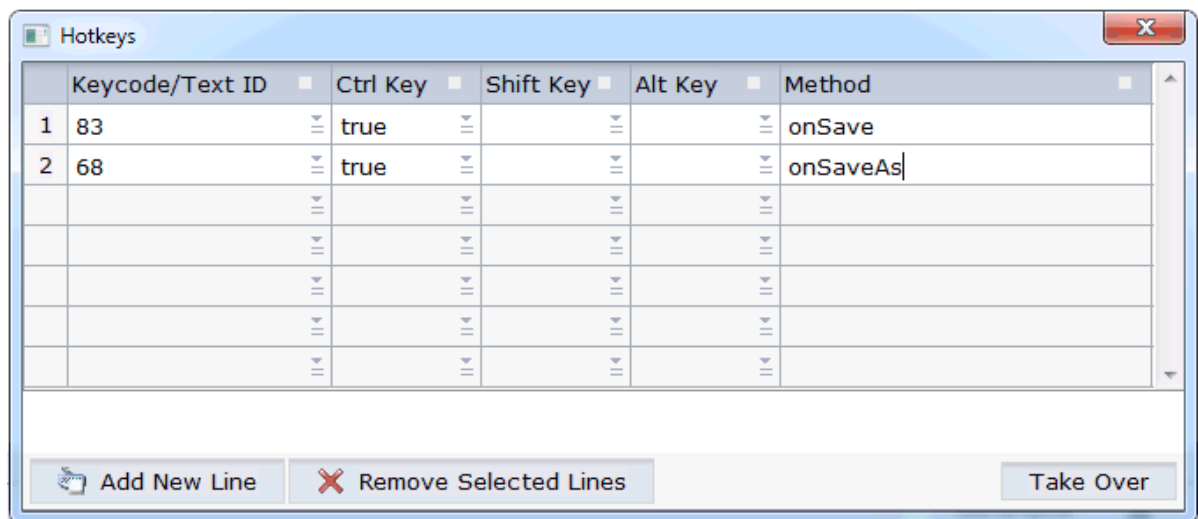 Hotkeys
Keycode/Text ID Ctrl Key Shift Key Alt Key Method
1 83 true onSave
2 68 true onSaveAs
Add New Line Remove Selected Lines Take Over